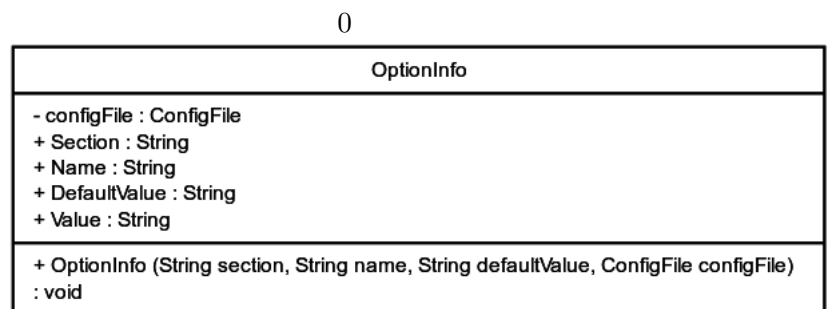 0
OptionInfo
- configFile : ConfigFile
+ Section : String
+ Name : String
+ DefaultValue : String
+ Value : String
+ OptionInfo (String section, String name, String defaultValue, ConfigFile configFile)
: void